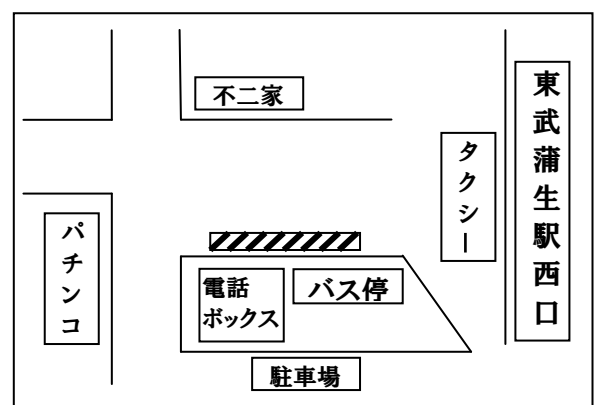 不二家
タクシー
東武蒲生駅西口
パチンコ
電話
ボックス
バス停
駐車場